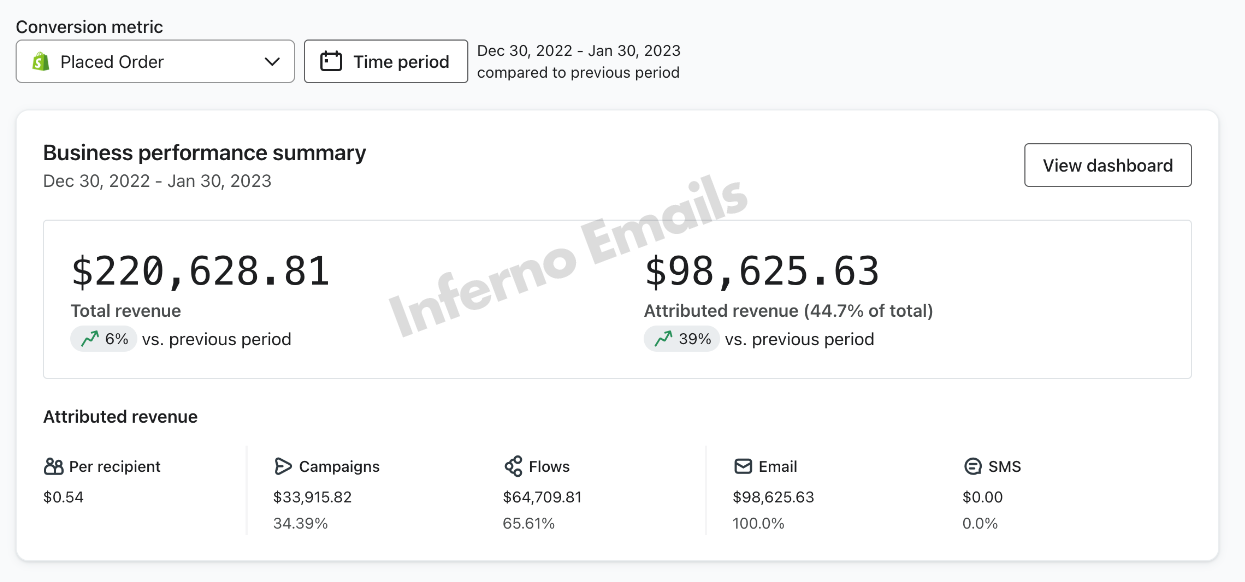 Conversion metric
Placed Order
Time period
Dec 30, 2022 - Jan 30, 2023
compared to previous period
Business performance summary
Dec 30, 2022 - Jan 30, 2023
View dashboard
Inferno Emails
$220,628.81
$98,625.63
Total revenue
Attributed revenue (44.7% of total)
6% vs. previous period
39% vs. previous period
Attributed revenue
Per recipient
$0.54
Campaigns
$33,915.82
34.39%
Flows
$64,709.81
65.61%
Email
$98,625.63
100.0%
SMS
$0.00
0.0%